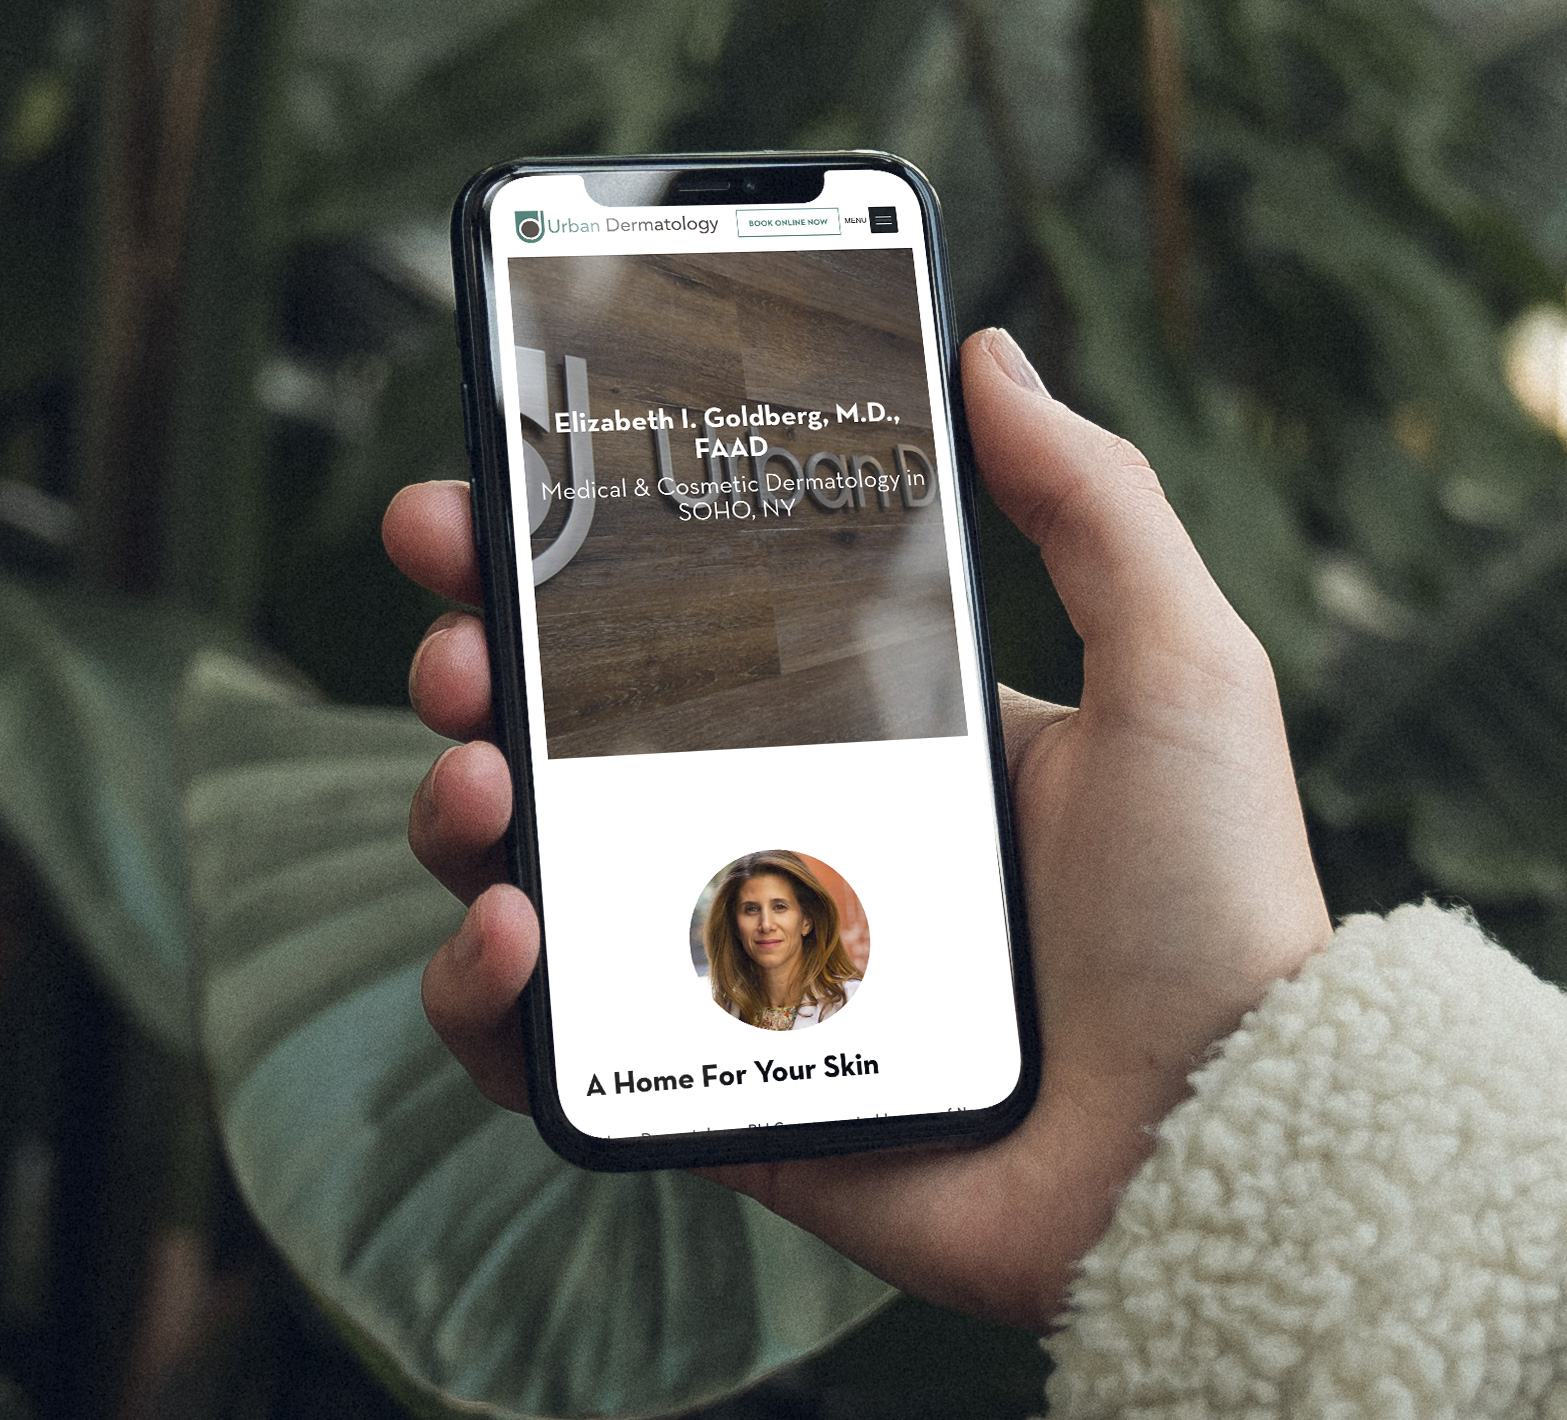 Urban Dermatology
BOOK ONLINE NOW
MENU
Elizabeth I. Goldberg, M.D.,
FAAD
Medical & Cosmetic Dermatology in
SOHO, NY
Urban D
A Home For Your Skin